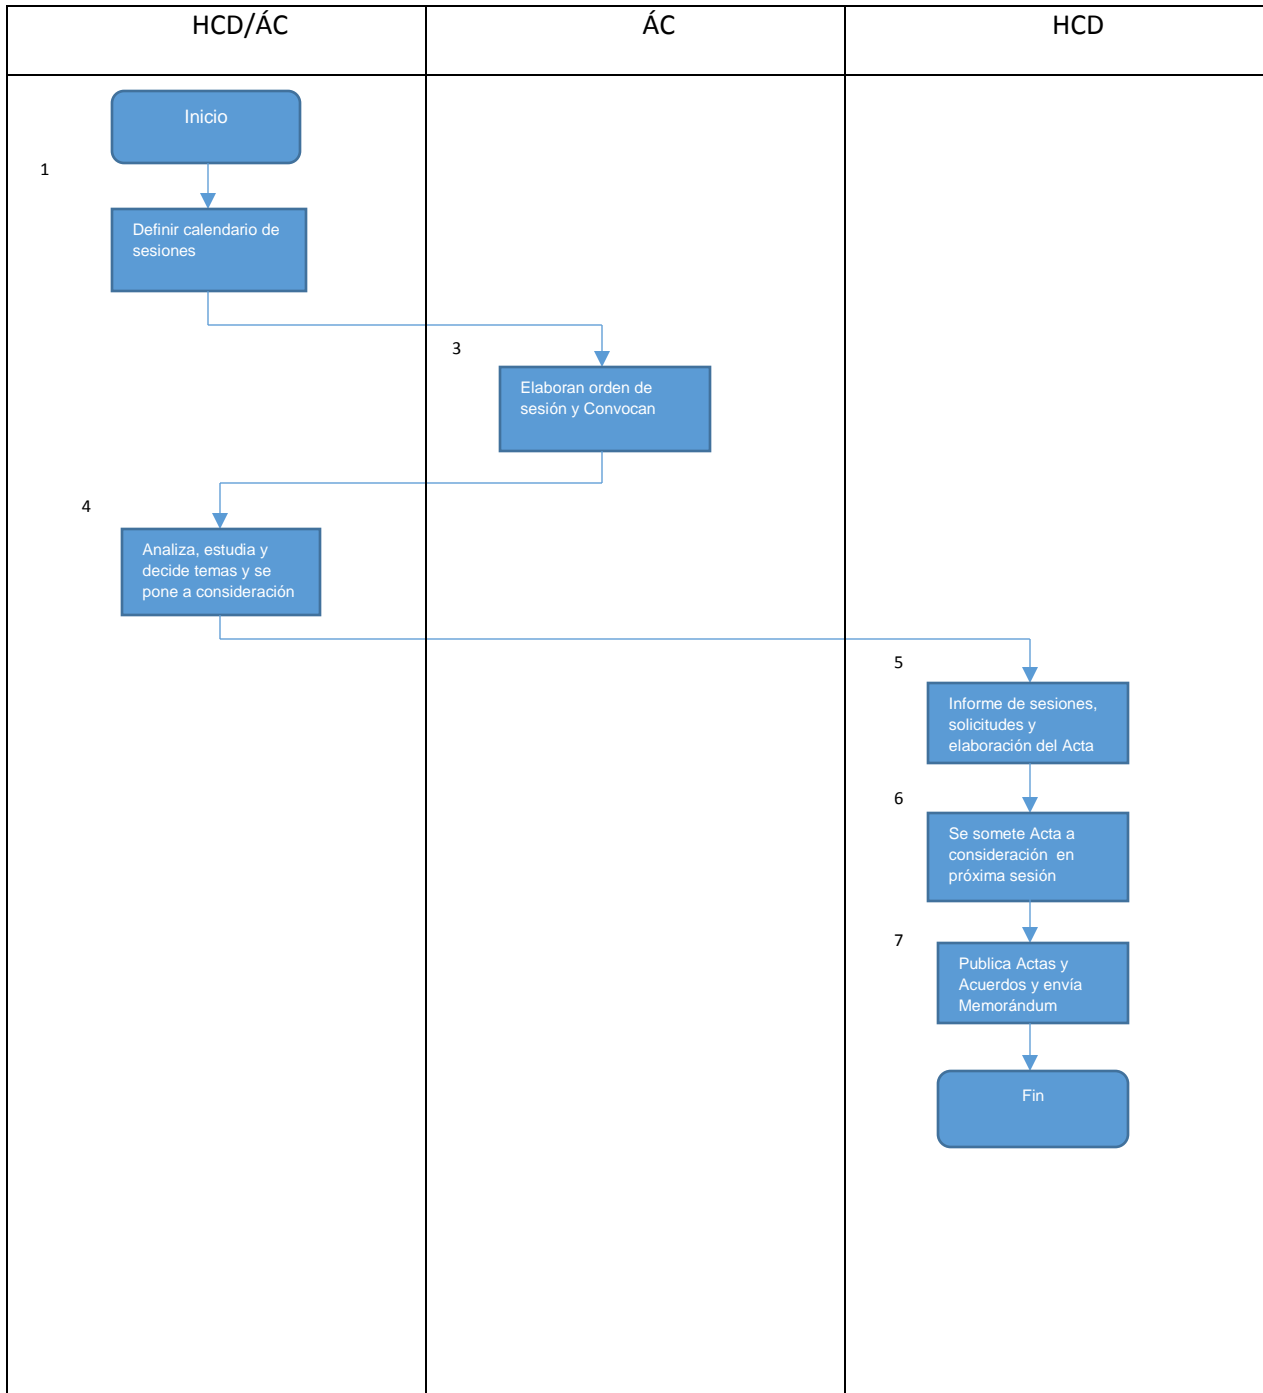 HCD/ÁC
ÁC
HCD
Inicio
1
Definir calendario de
sesiones
3
Elaboran orden de
sesión y Convocan
4
Analiza, estudia y
decide temas y se
pone a consideración
5
Informe de sesiones,
solicitudes y
elaboración del Acta
6
Se somete Acta a
consideración en
próxima sesión
7
Publica Actas y
Acuerdos y envía
Memorándum
Fin